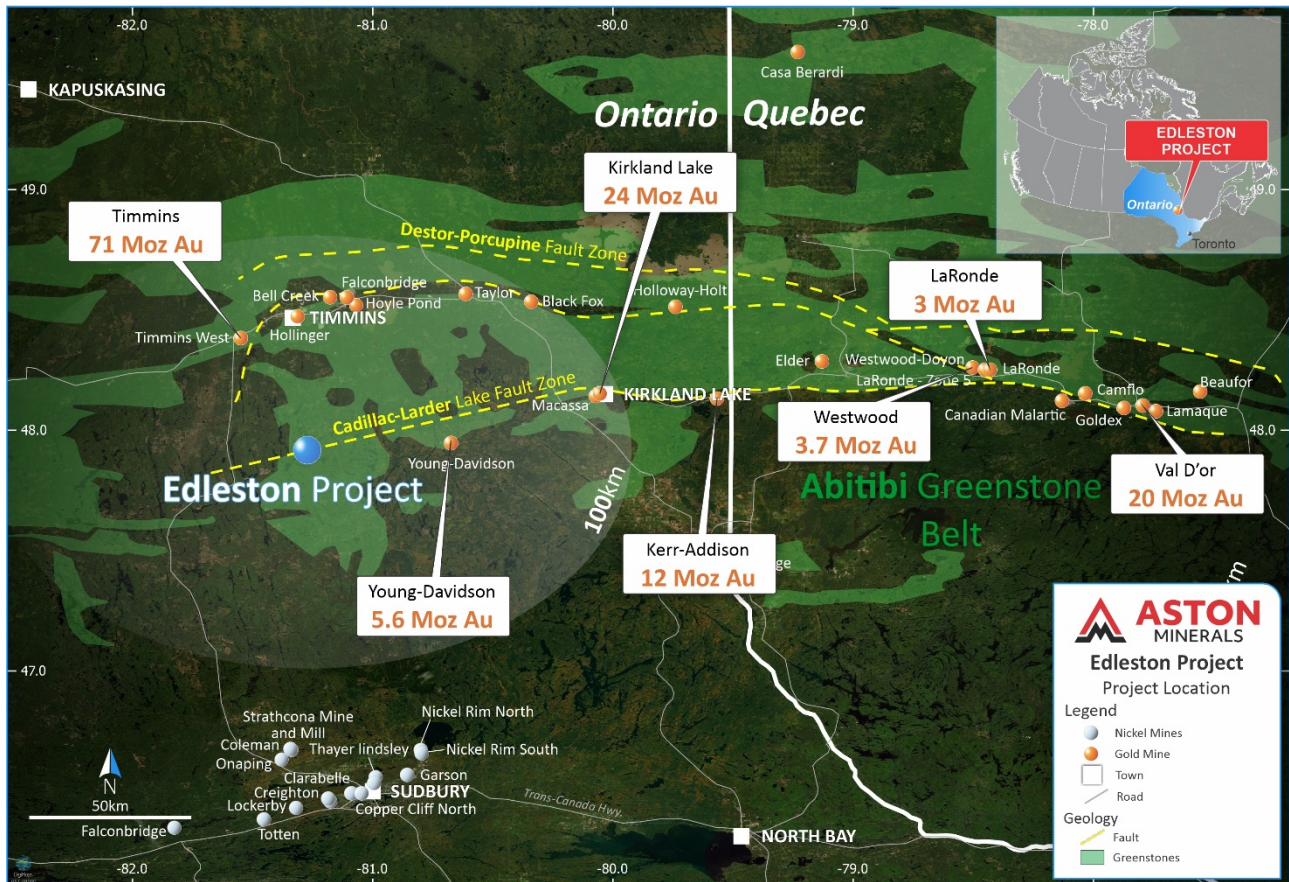 -82.0
-81.0
-80.0
-79.0
-78.0
KAPUSKASING
Casa Berardi
Ontario
Quebec
EDLESTON
PROJECT
Ontario
Toronto
49.0
49.0
Kirkland Lake
24 Moz Au
Timmins
71 Moz Au
Destor-Porcupine Fault Zone
Falconbridge
Bell Creek
Hoyle Pond
Taylor
Black Fox
Holloway-Holt
LaRonde
3 Moz Au
TIMMINS
Hollinger
Timmins West
Elder
Westwood-Doyon
LaRonde
LaRonde - Zone 5
Cadillac-Larder Lake Fault Zone
Macassa
KIRKLAND LAKE
Camflo
Beaufor
Canadian Malartic
Goldex
Lamaque
48.0
48.0
Westwood
3.7 Moz Au
Young-Davidson
Edleston Project
100km
Abitibi Greenstone
Belt
Val D'or
20 Moz Au
Kerr-Addison
12 Moz Au
Young-Davidson
5.6 Moz Au
47.0
47.0
ASTON
MINERALS
Edleston Project
Project Location
Legend
Nickel Mines
Gold Mine
Town
Road
Geology
Fault
Greenstones
Strathcona Mine
and Mill
Nickel Rim North
Coleman
Thayer lindsley
Nickel Rim South
Onaping
Clarabelle
Garson
Creighton
SUDBURY
Lockerby
Copper Cliff North
Totten
Falconbridge
Trans-Canada Hwy.
NORTH BAY
N
50km
-82.0
-81.0
-80.0
-79.0